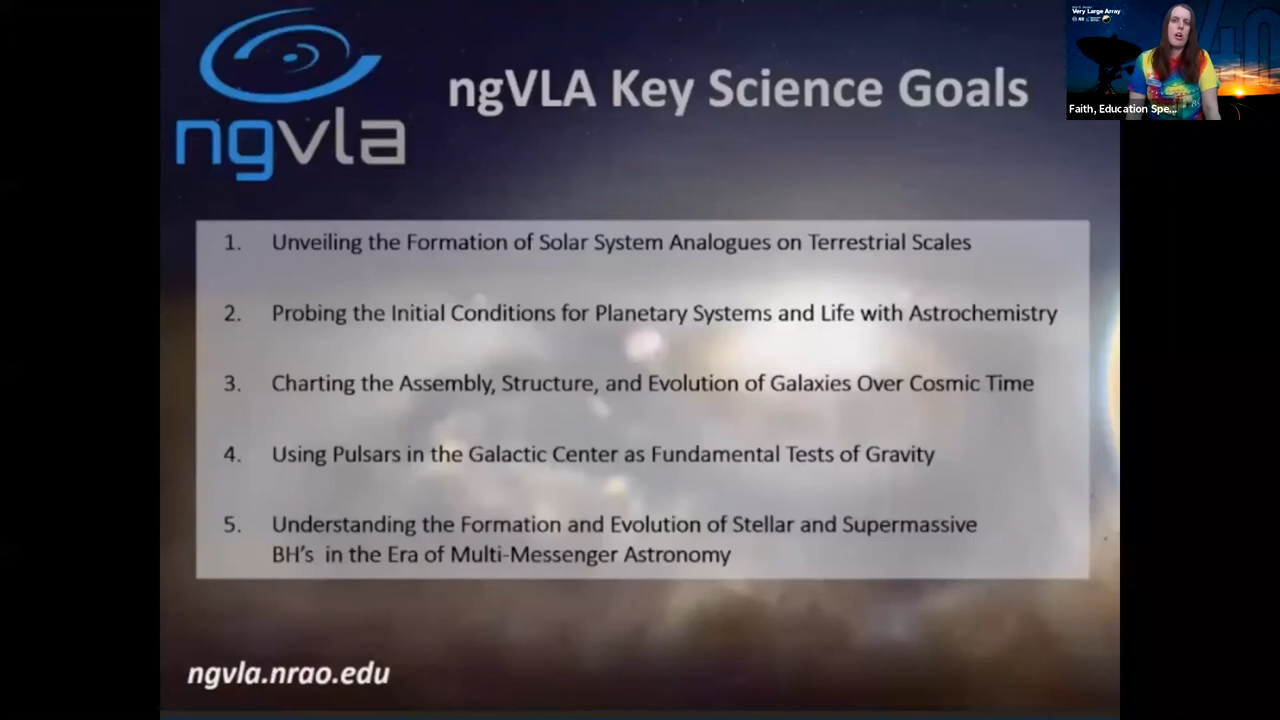 ngvla
ngVLA Key Science Goals
Very Large Array
40
Faith, Education Spe...
1. Unveiling the Formation of Solar System Analogues on Terrestrial Scales
2. Probing the Initial Conditions for Planetary Systems and Life with Astrochemistry
3. Charting the Assembly, Structure, and Evolution of Galaxies Over Cosmic Time
4. Using Pulsars in the Galactic Center as Fundamental Tests of Gravity
5. Understanding the Formation and Evolution of Stellar and Supermassive
BH's in the Era of Multi-Messenger Astronomy
ngvla.nrao.edu